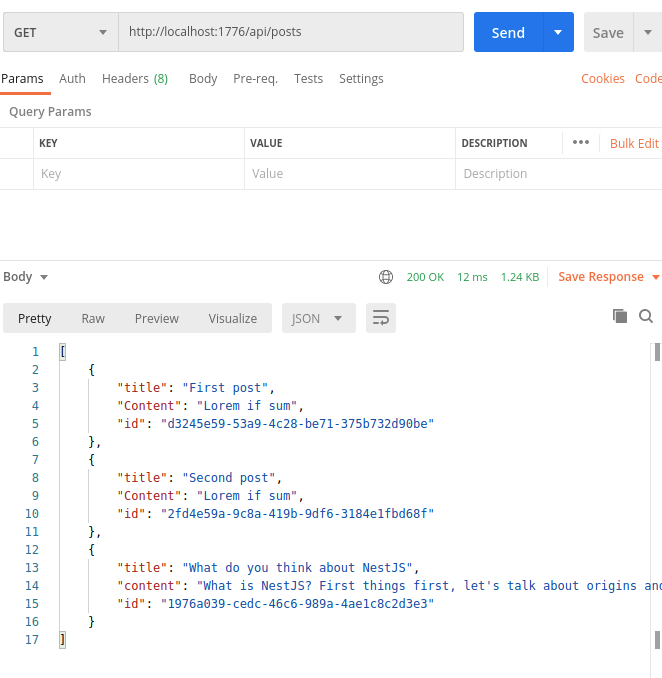 GET http://localhost:1776/api/posts Send Save
Params Auth Headers (8) Body Pre-req. Tests Settings Cookies Code
Query Params
KEY VALUE DESCRIPTION ••• Bulk Edit
Key Value Description
Body 200 OK 12 ms 1.24 KB Save Response
Pretty Raw Preview Visualize JSON
1 [
2 {
3 "title": "First post",
4 "Content": "Lorem if sum",
5 "id": "d3245e59-53a9-4c28-be71-375b732d90be"
6 },
7 {
8 "title": "Second post",
9 "Content": "Lorem if sum",
10 "id": "2fd4e59a-9c8a-419b-9df6-3184e1fbd68f"
11 },
12 {
13 "title": "What do you think about NestJS",
14 "content": "What is NestJS? First things first, let's talk about origins and
15 "id": "1976a039-cedc-46c6-989a-4ae1c8c2d3e3"
16 }
17 ]